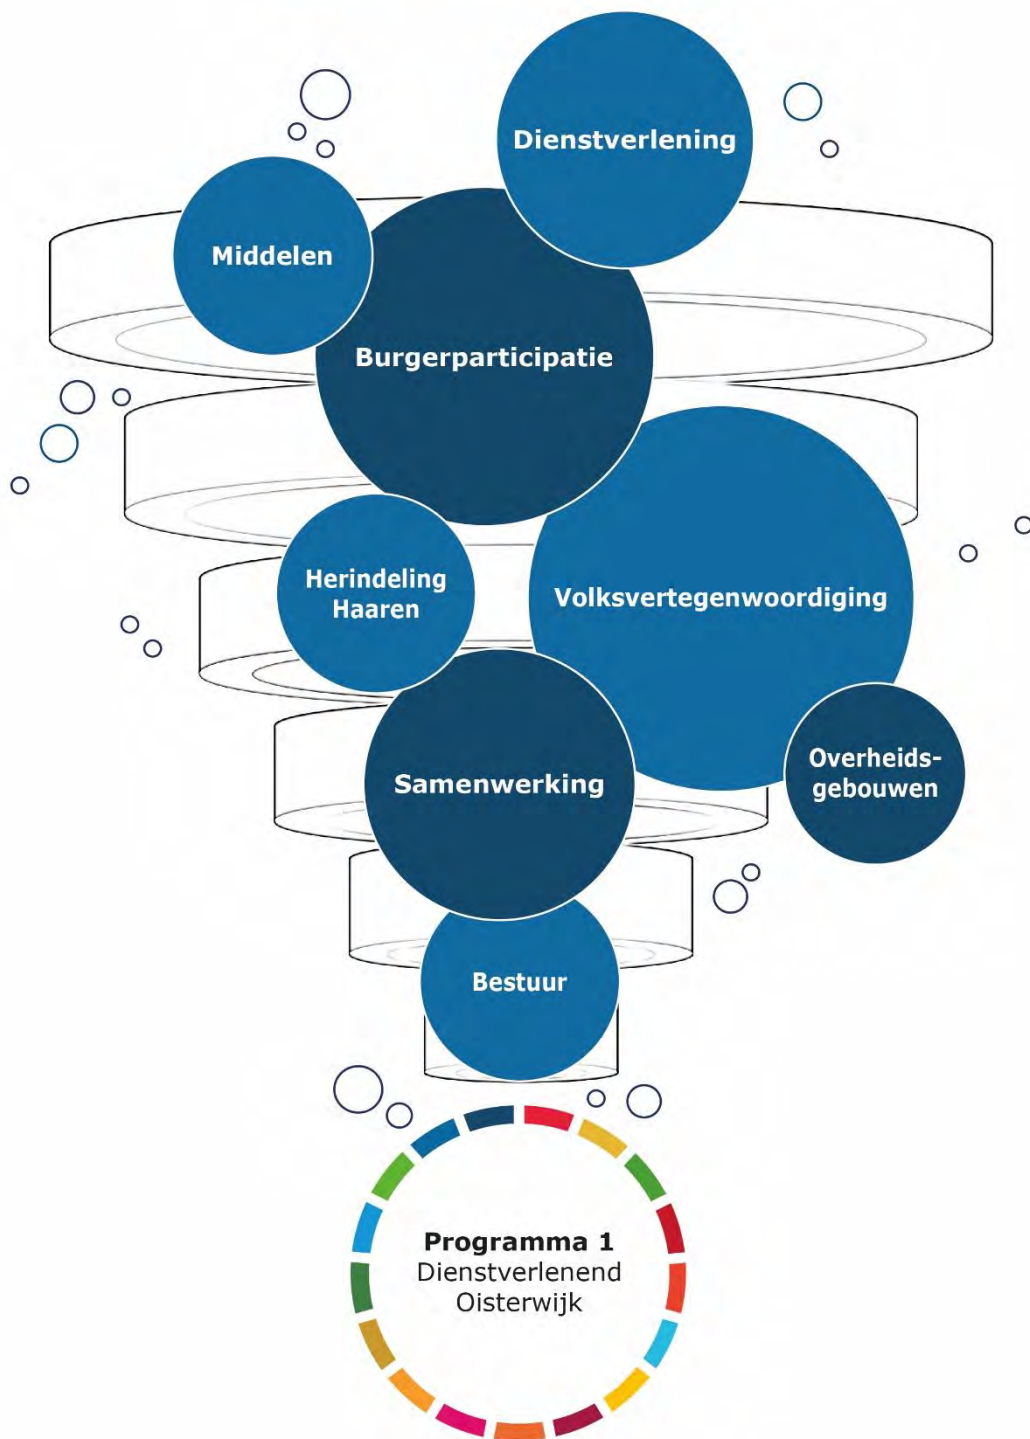 Dienstverlening
Middelen
Burgerparticipatie
Herindeling
Haaren
Volksvertegenwoordiging
Samenwerking
Overheids-
gebouwen
Bestuur
Programma 1
Dienstverlenend
Oisterwijk